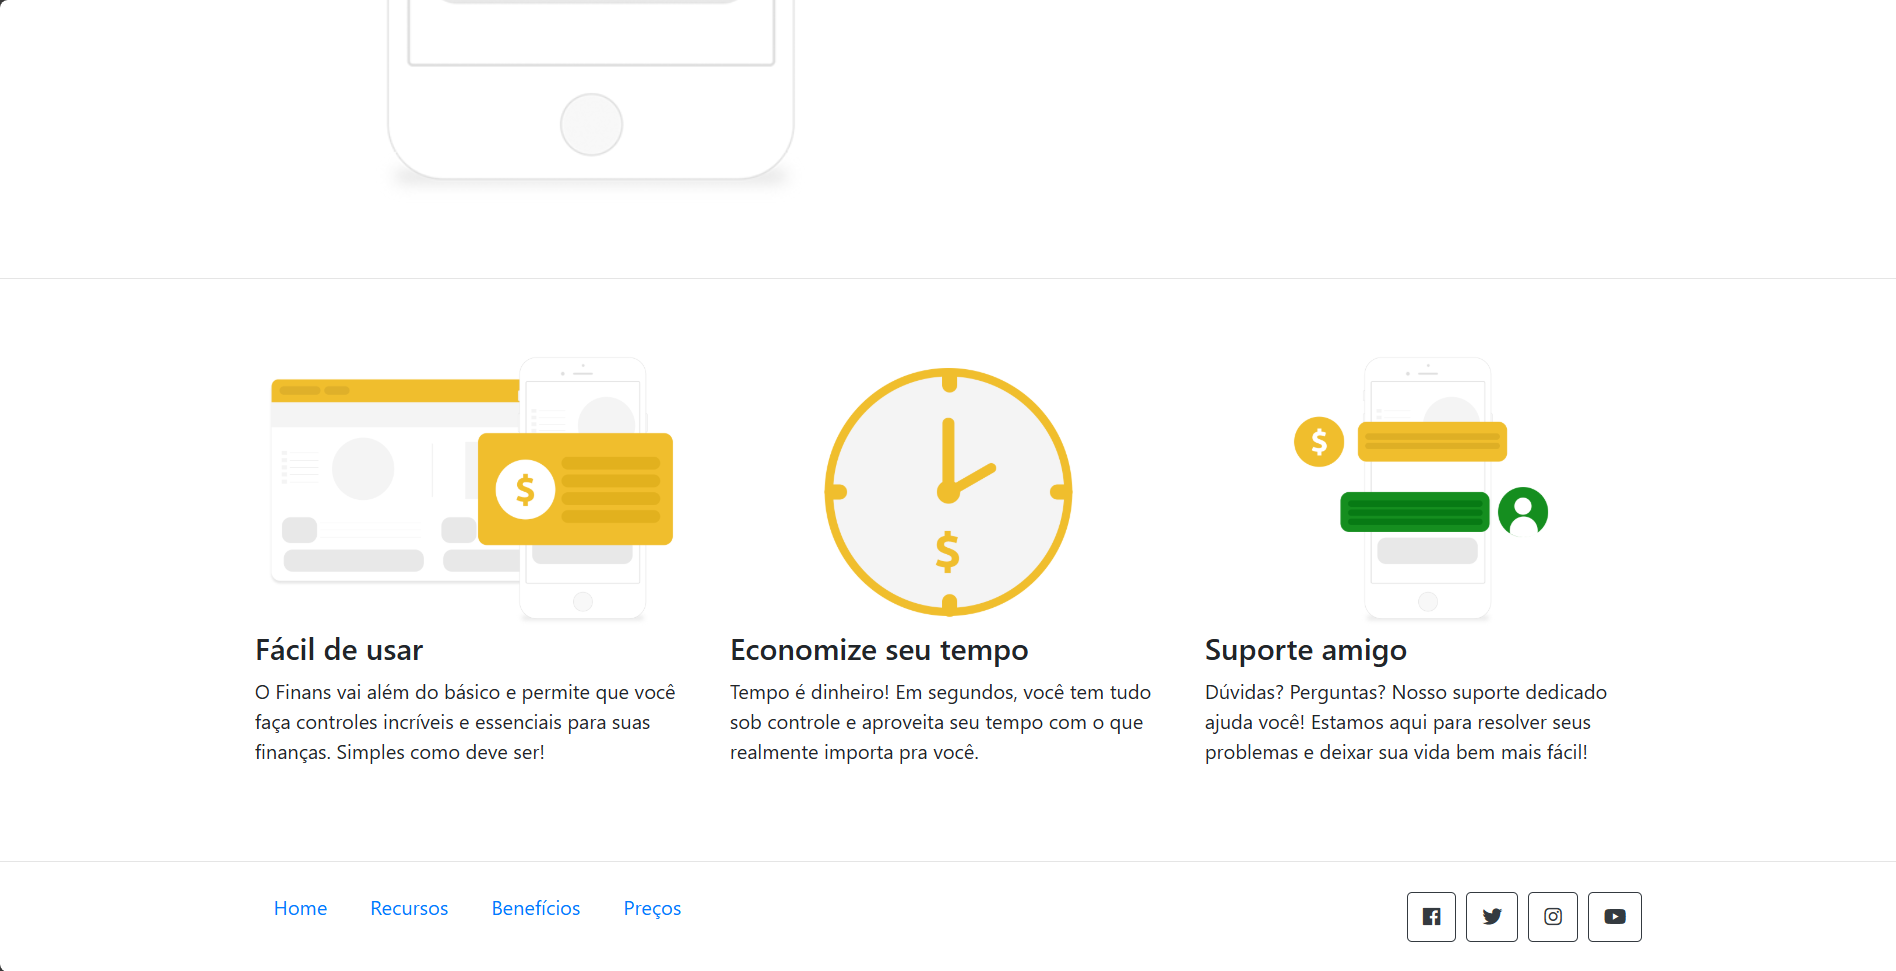 $
$
$
Fácil de usar
O Finans vai além do básico e permite que você
faça controles incríveis e essenciais para suas
finanças. Simples como deve ser!
Economize seu tempo
Tempo é dinheiro! Em segundos, você tem tudo
sob controle e aproveita seu tempo com o que
realmente importa pra você.
Suporte amigo
Dúvidas? Perguntas? Nosso suporte dedicado
ajuda você! Estamos aqui para resolver seus
problemas e deixar sua vida bem mais fácil!
Home Recursos Benefícios Preços